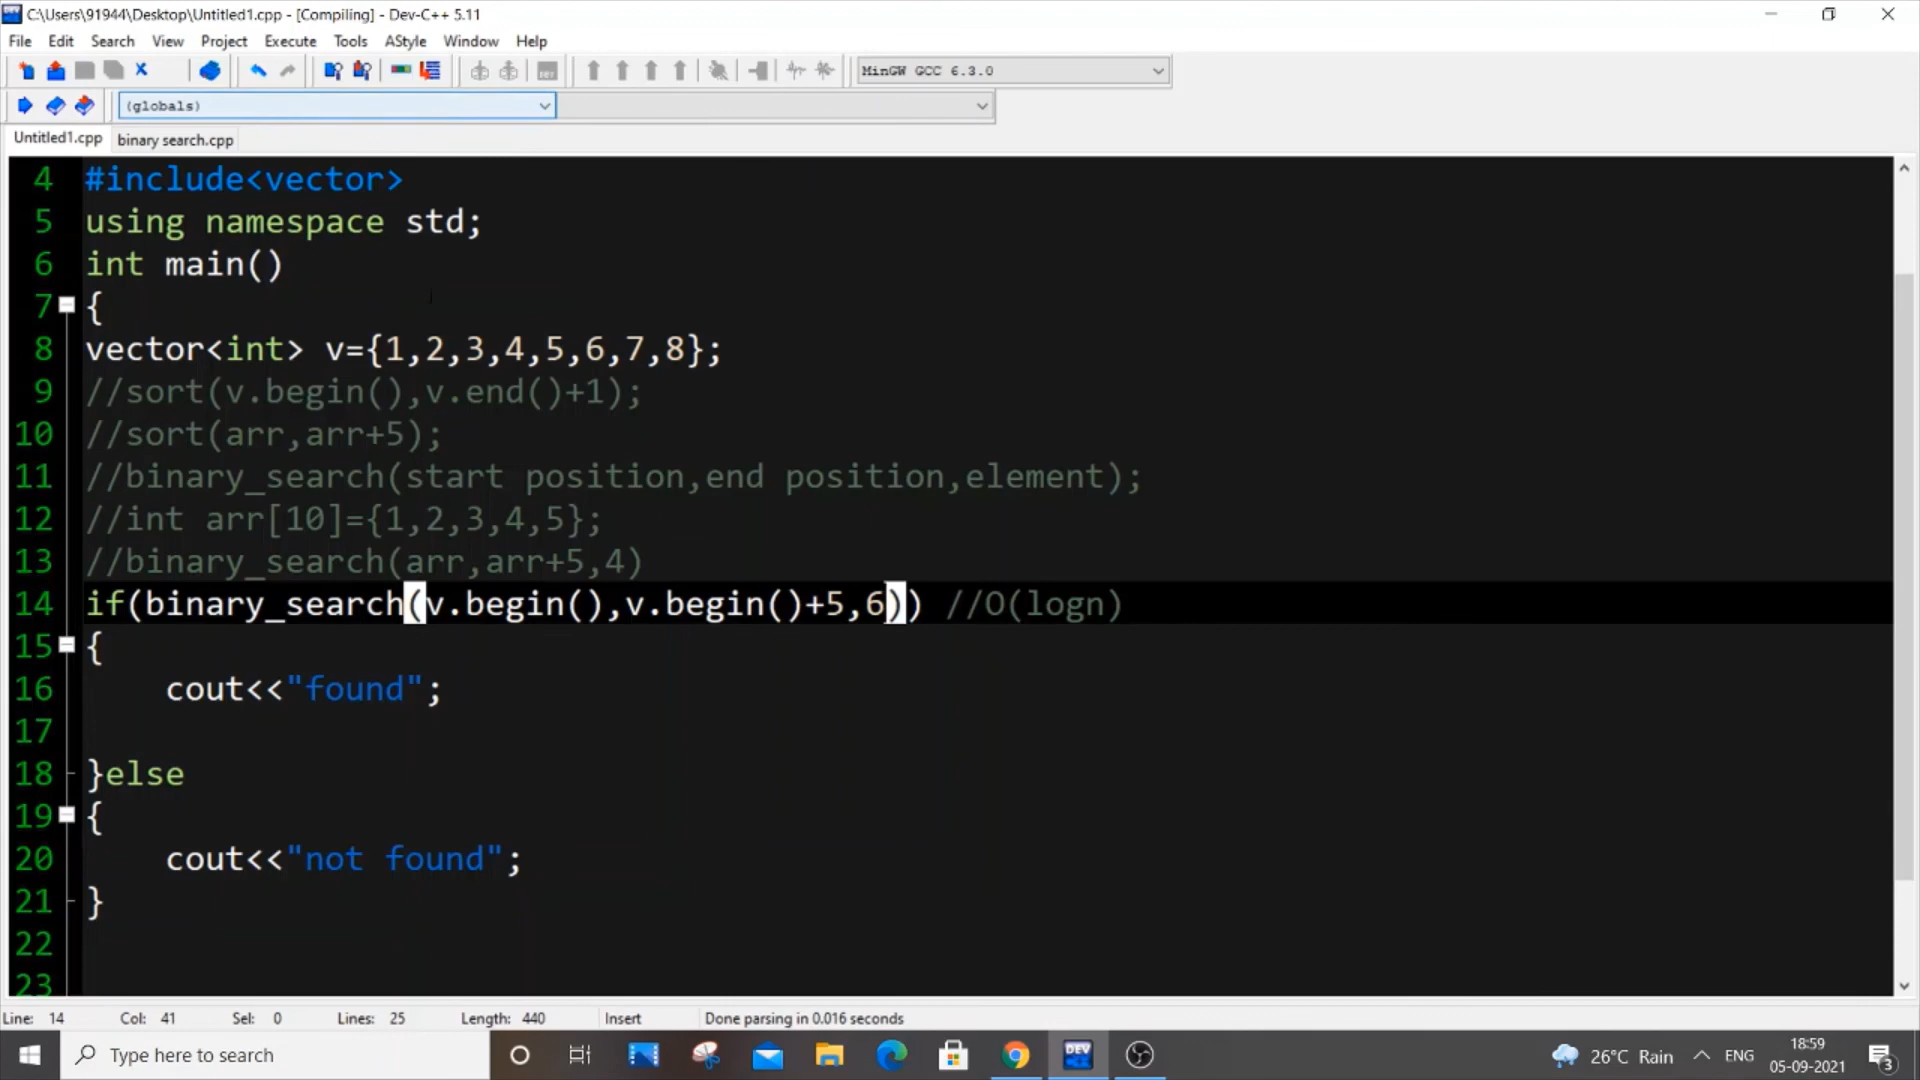 C:\Users\91944\Desktop\Untitled1.cpp - [Compiling] - Dev-C++ 5.11
File Edit Search View Project Execute Tools AStyle Window Help
MinGW GCC 6.3.0
(globals)
Untitled1.cpp binary search.cpp
4 #include<vector>
5 using namespace std;
6 int main()
7 {
8 vector<int> v={1,2,3,4,5,6,7,8};
9 //sort(v.begin(),v.end()+1);
10 //sort(arr,arr+5);
11 //binary_search(start position,end position,element);
12 //int arr[10]={1,2,3,4,5};
13 //binary_search(arr,arr+5,4)
14 if(binary_search(v.begin(),v.begin()+5,6)) //O(logn)
15 {
16 cout<<"found";
17
18 }else
19 {
20 cout<<"not found";
21 }
22
23
Line: 14 Col: 41 Sel: 0 Lines: 25 Length: 440 Insert Done parsing in 0.016 seconds
Type here to search
DEV
26°C Rain
ENG
18:59
05-09-2021
3